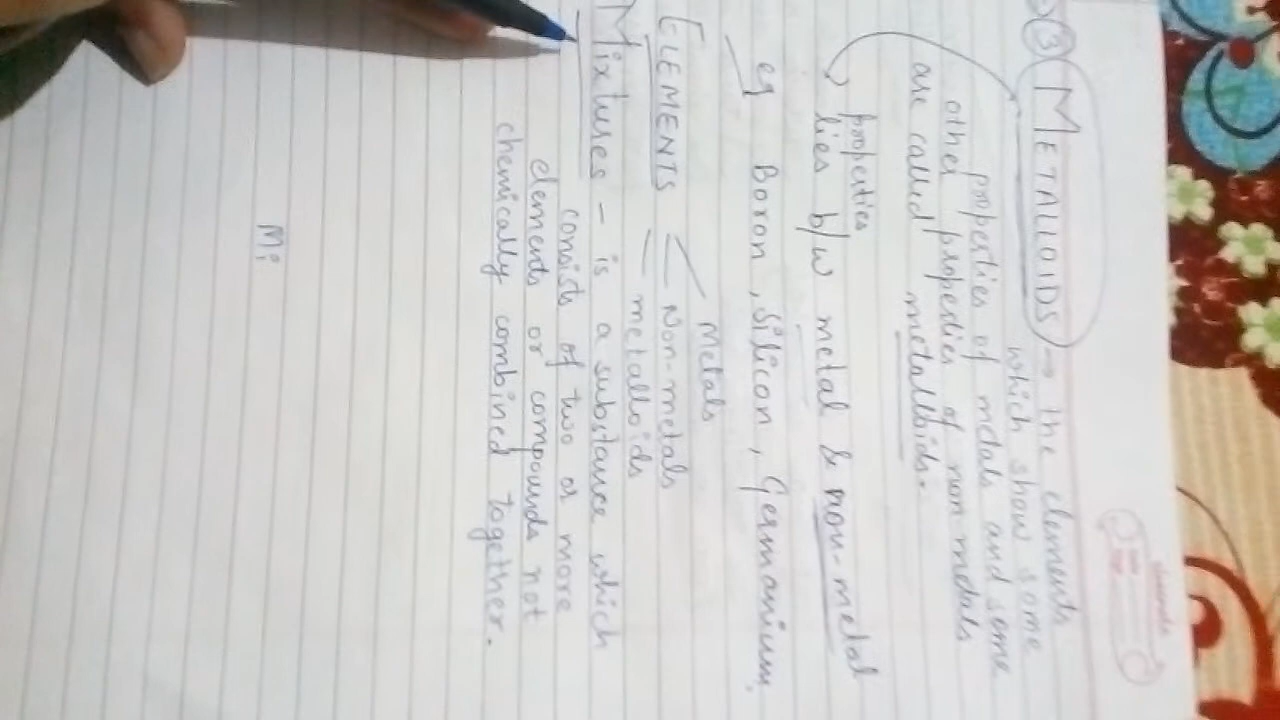 ③ METALLOIDS → the elements
which show some
properties of metals and some
other properties of non metals
are called metalloids.
properties
lies b/w metal & non-metal
eg Boron, Silicon, Germanium.
Metals
ELEMENTS Non-metals
metalloids
Mixtures - is a substance which
consists of two or more
elements or compounds not
chemically combined together.
Mi